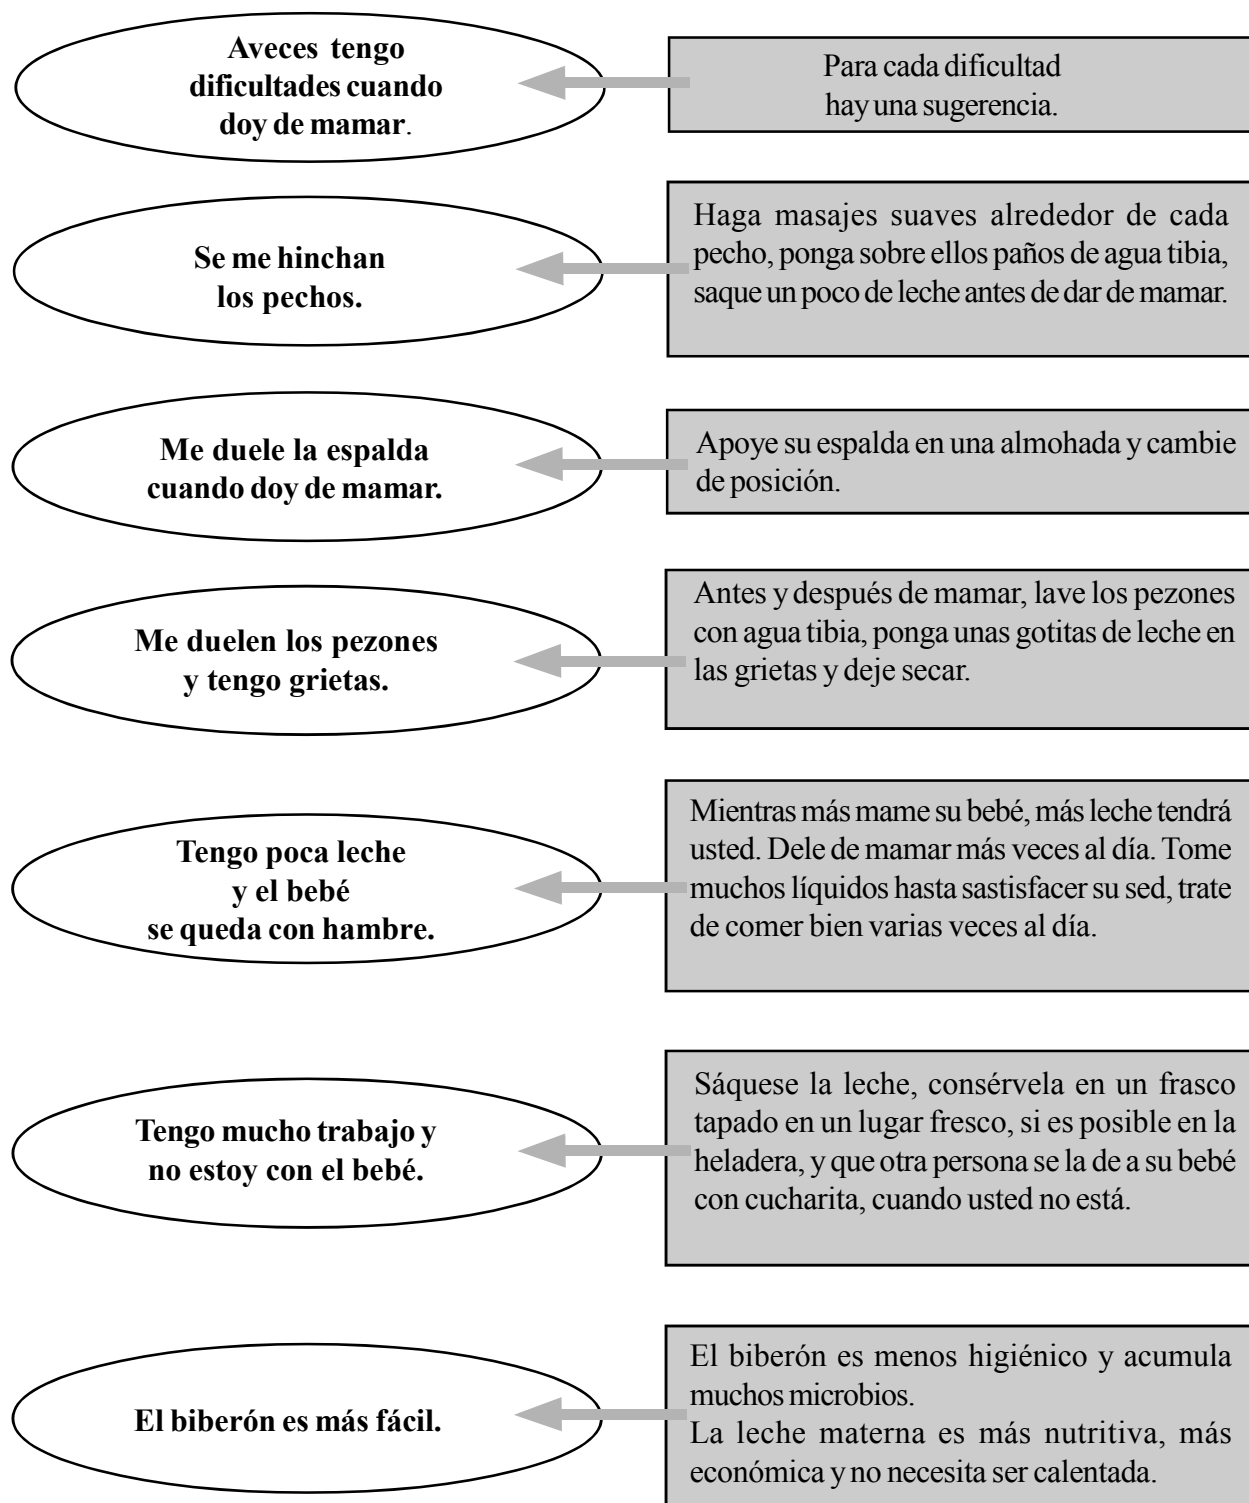 Aveces tengo
dificultades cuando
doy de mamar.
Para cada dificultad
hay una sugerencia.
Se me hinchan
los pechos.
Haga masajes suaves alrededor de cada
pecho, ponga sobre ellos paños de agua tibia,
saque un poco de leche antes de dar de mamar.
Me duele la espalda
cuando doy de mamar.
Apoye su espalda en una almohada y cambie
de posición.
Me duelen los pezones
y tengo grietas.
Antes y después de mamar, lave los pezones
con agua tibia, ponga unas gotitas de leche en
las grietas y deje secar.
Tengo poca leche
y el bebé
se queda con hambre.
Mientras más mame su bebé, más leche tendrá
usted. Dele de mamar más veces al día. Tome
muchos líquidos hasta sastisfacer su sed, trate
de comer bien varias veces al día.
Tengo mucho trabajo y
no estoy con el bebé.
Sáquese la leche, consérvela en un frasco
tapado en un lugar fresco, si es posible en la
heladera, y que otra persona se la de a su bebé
con cucharita, cuando usted no está.
El biberón es más fácil.
El biberón es menos higiénico y acumula
muchos microbios.
La leche materna es más nutritiva, más
económica y no necesita ser calentada.